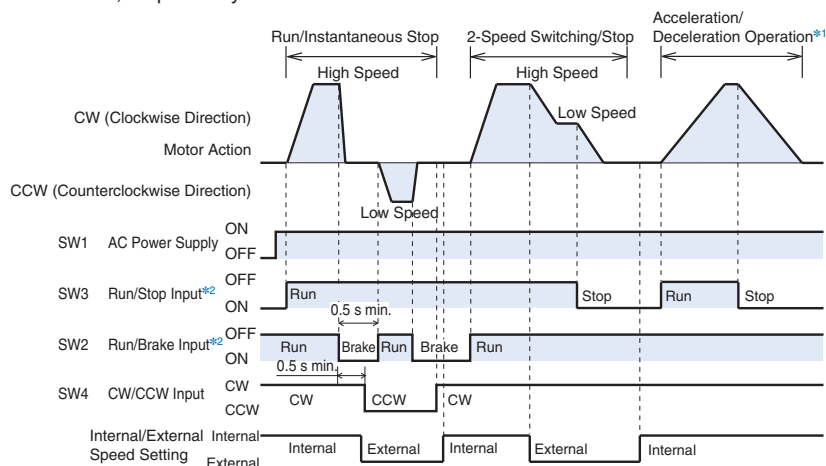 Acceleration/
Run/Instantaneous Stop 2-Speed Switching/Stop Deceleration Operation*1
High Speed High Speed
CW (Clockwise Direction) Low Speed
Motor Action
CCW (Counterclockwise Direction)
Low Speed
ON
SW1 AC Power Supply
OFF
OFF
SW3 Run/Stop Input*2 Run Stop Run Stop
ON
0.5 s min.
OFF
SW2 Run/Brake Input*2 Run Brake Run Brake Run
ON
0.5 s min.
CW
SW4 CW/CCW Input CW CCW CW
CCW
Internal/External Internal
Speed Setting Internal External Internal External Internal
External